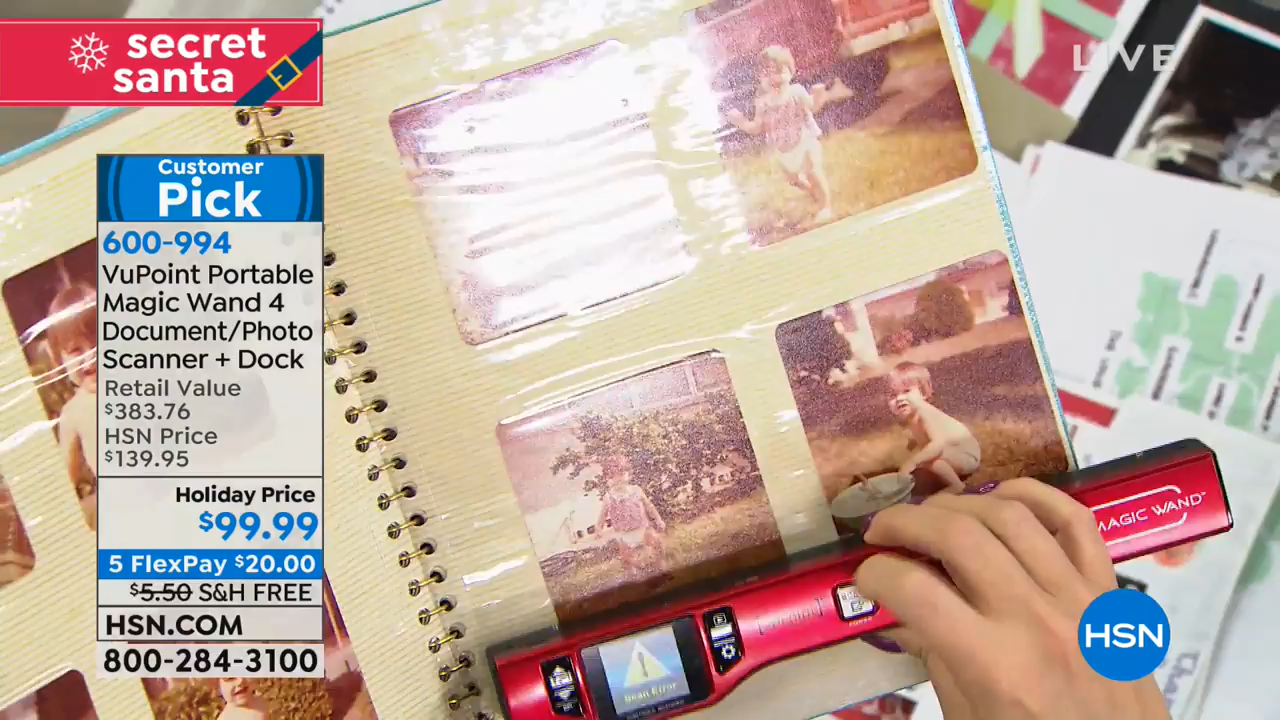 secret
santa
LIVE
Customer
Pick
600-994
VuPoint Portable
Magic Wand 4
Document/Photo
Scanner + Dock
Retail Value
$383.76
HSN Price
$139.95
Holiday Price
$99.99
5 FlexPay $20.00
$5.50 S&H FREE
HSN.COM
800-284-3100
MAGIC WAND
Scan Error
HSN